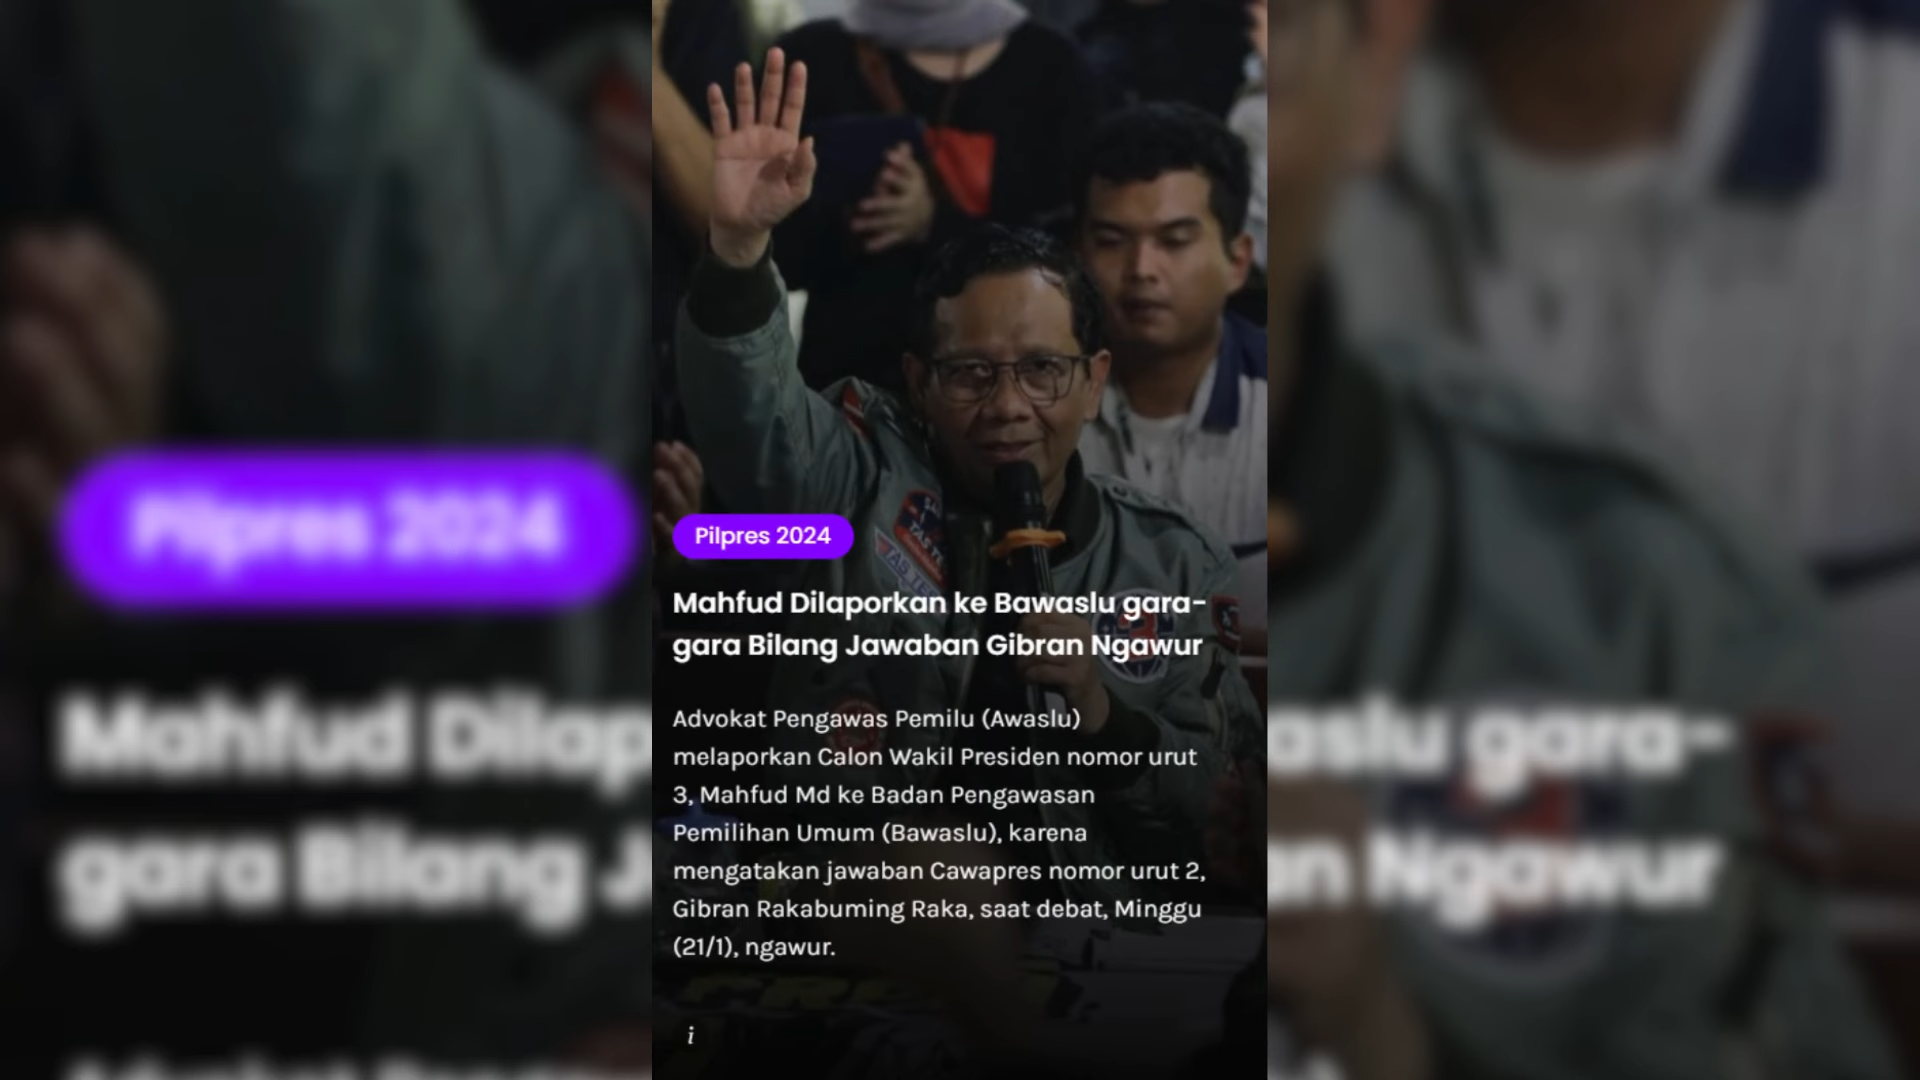 Pilpres 2024
Mahfud Dilaporkan ke Bawaslu gara-
gara Bilang Jawaban Gibran Ngawur
Advokat Pengawas Pemilu (Awaslu)
melaporkan Calon Wakil Presiden nomor urut
3, Mahfud Md ke Badan Pengawasan
Pemilihan Umum (Bawaslu), karena
mengatakan jawaban Cawapres nomor urut 2,
Gibran Rakabuming Raka, saat debat, Minggu
(21/1), ngawur.
i